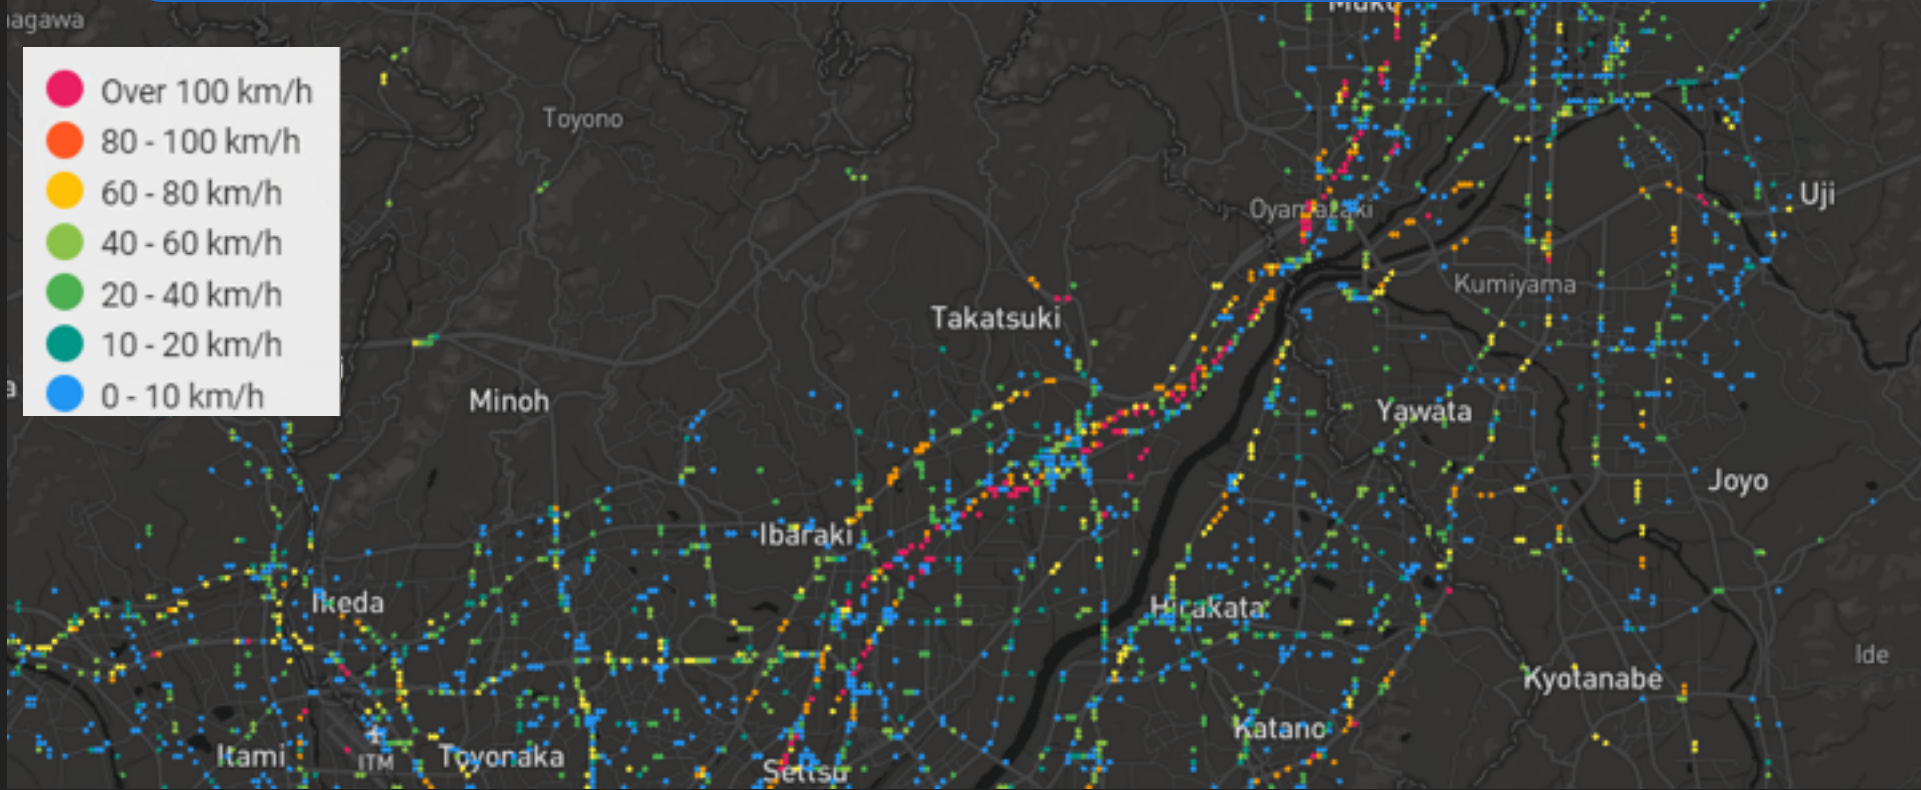 agawa
Muko
Over 100 km/h
80 - 100 km/h
60 - 80 km/h
40 - 60 km/h
20 - 40 km/h
10 - 20 km/h
0 - 10 km/h
Toyono
Uji
Oyamazaki
Kumiyama
Takatsuki
Minoh
Yawata
Joyo
Ibaraki
Ikeda
Hirakata
Ide
Kyotanabe
Katano
Itami
ITM
Toyonaka
Settsu